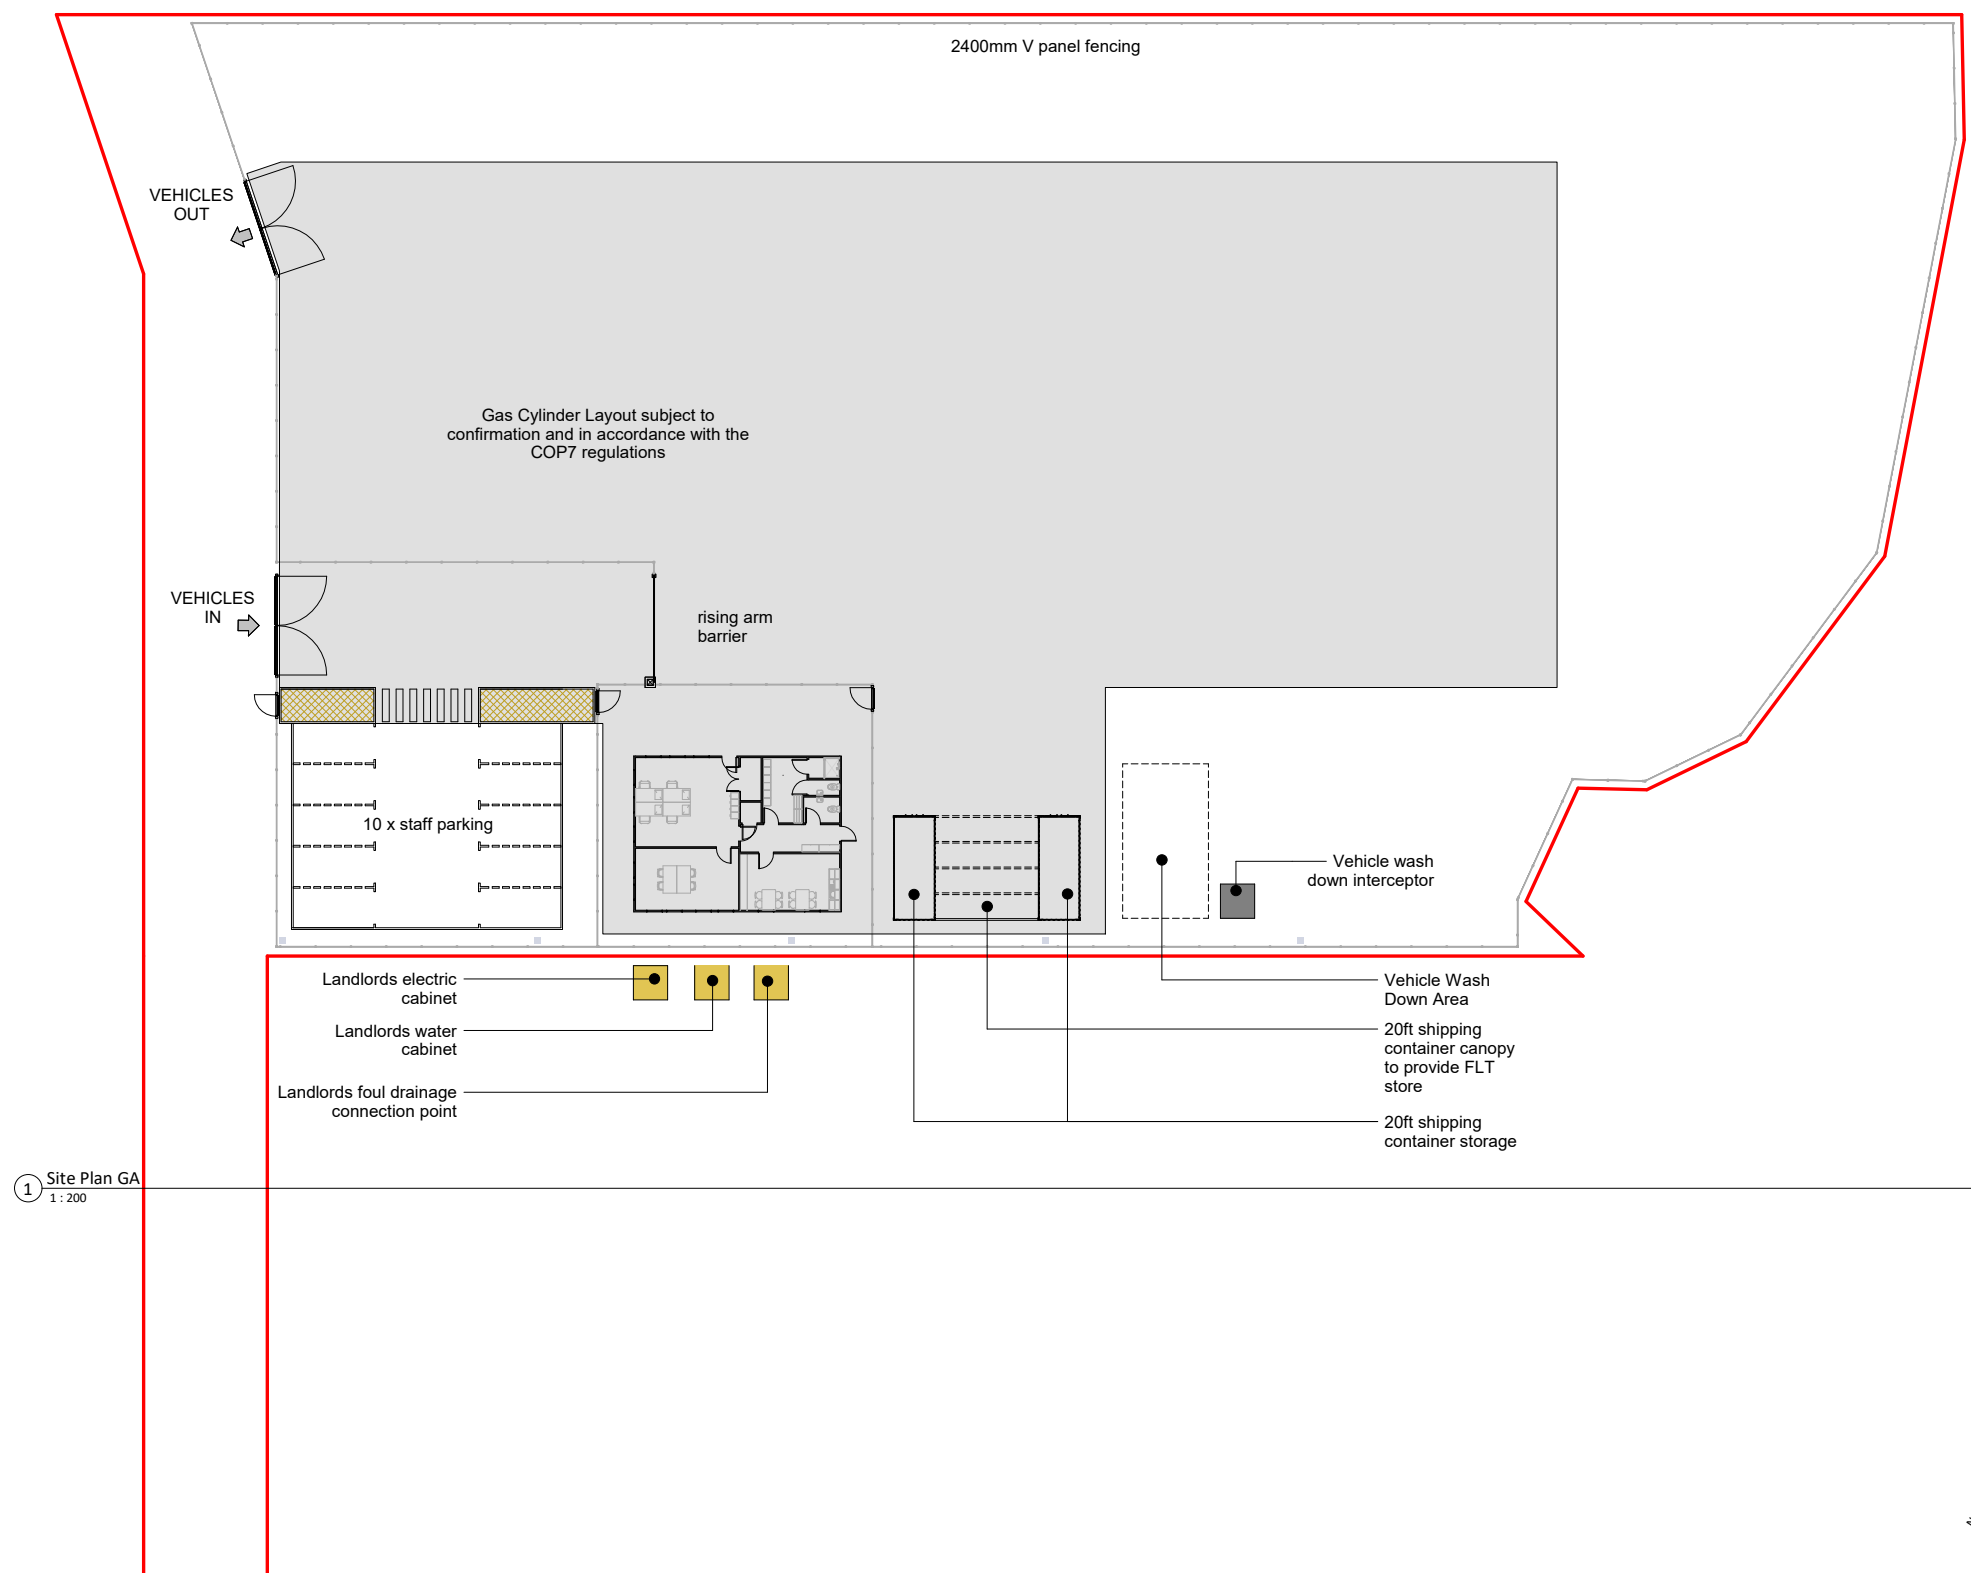 2400mm V panel fencing
VEHICLES
OUT
Gas Cylinder Layout subject to
confirmation and in accordance with the
COP7 regulations
VEHICLES
IN
rising arm
barrier
10 x staff parking
Vehicle wash
down interceptor
Landlords electric
cabinet
Landlords water
cabinet
Landlords foul drainage
connection point
Vehicle Wash
Down Area
20ft shipping
container canopy
to provide FLT
store
20ft shipping
container storage
1
Site Plan GA
1 : 200